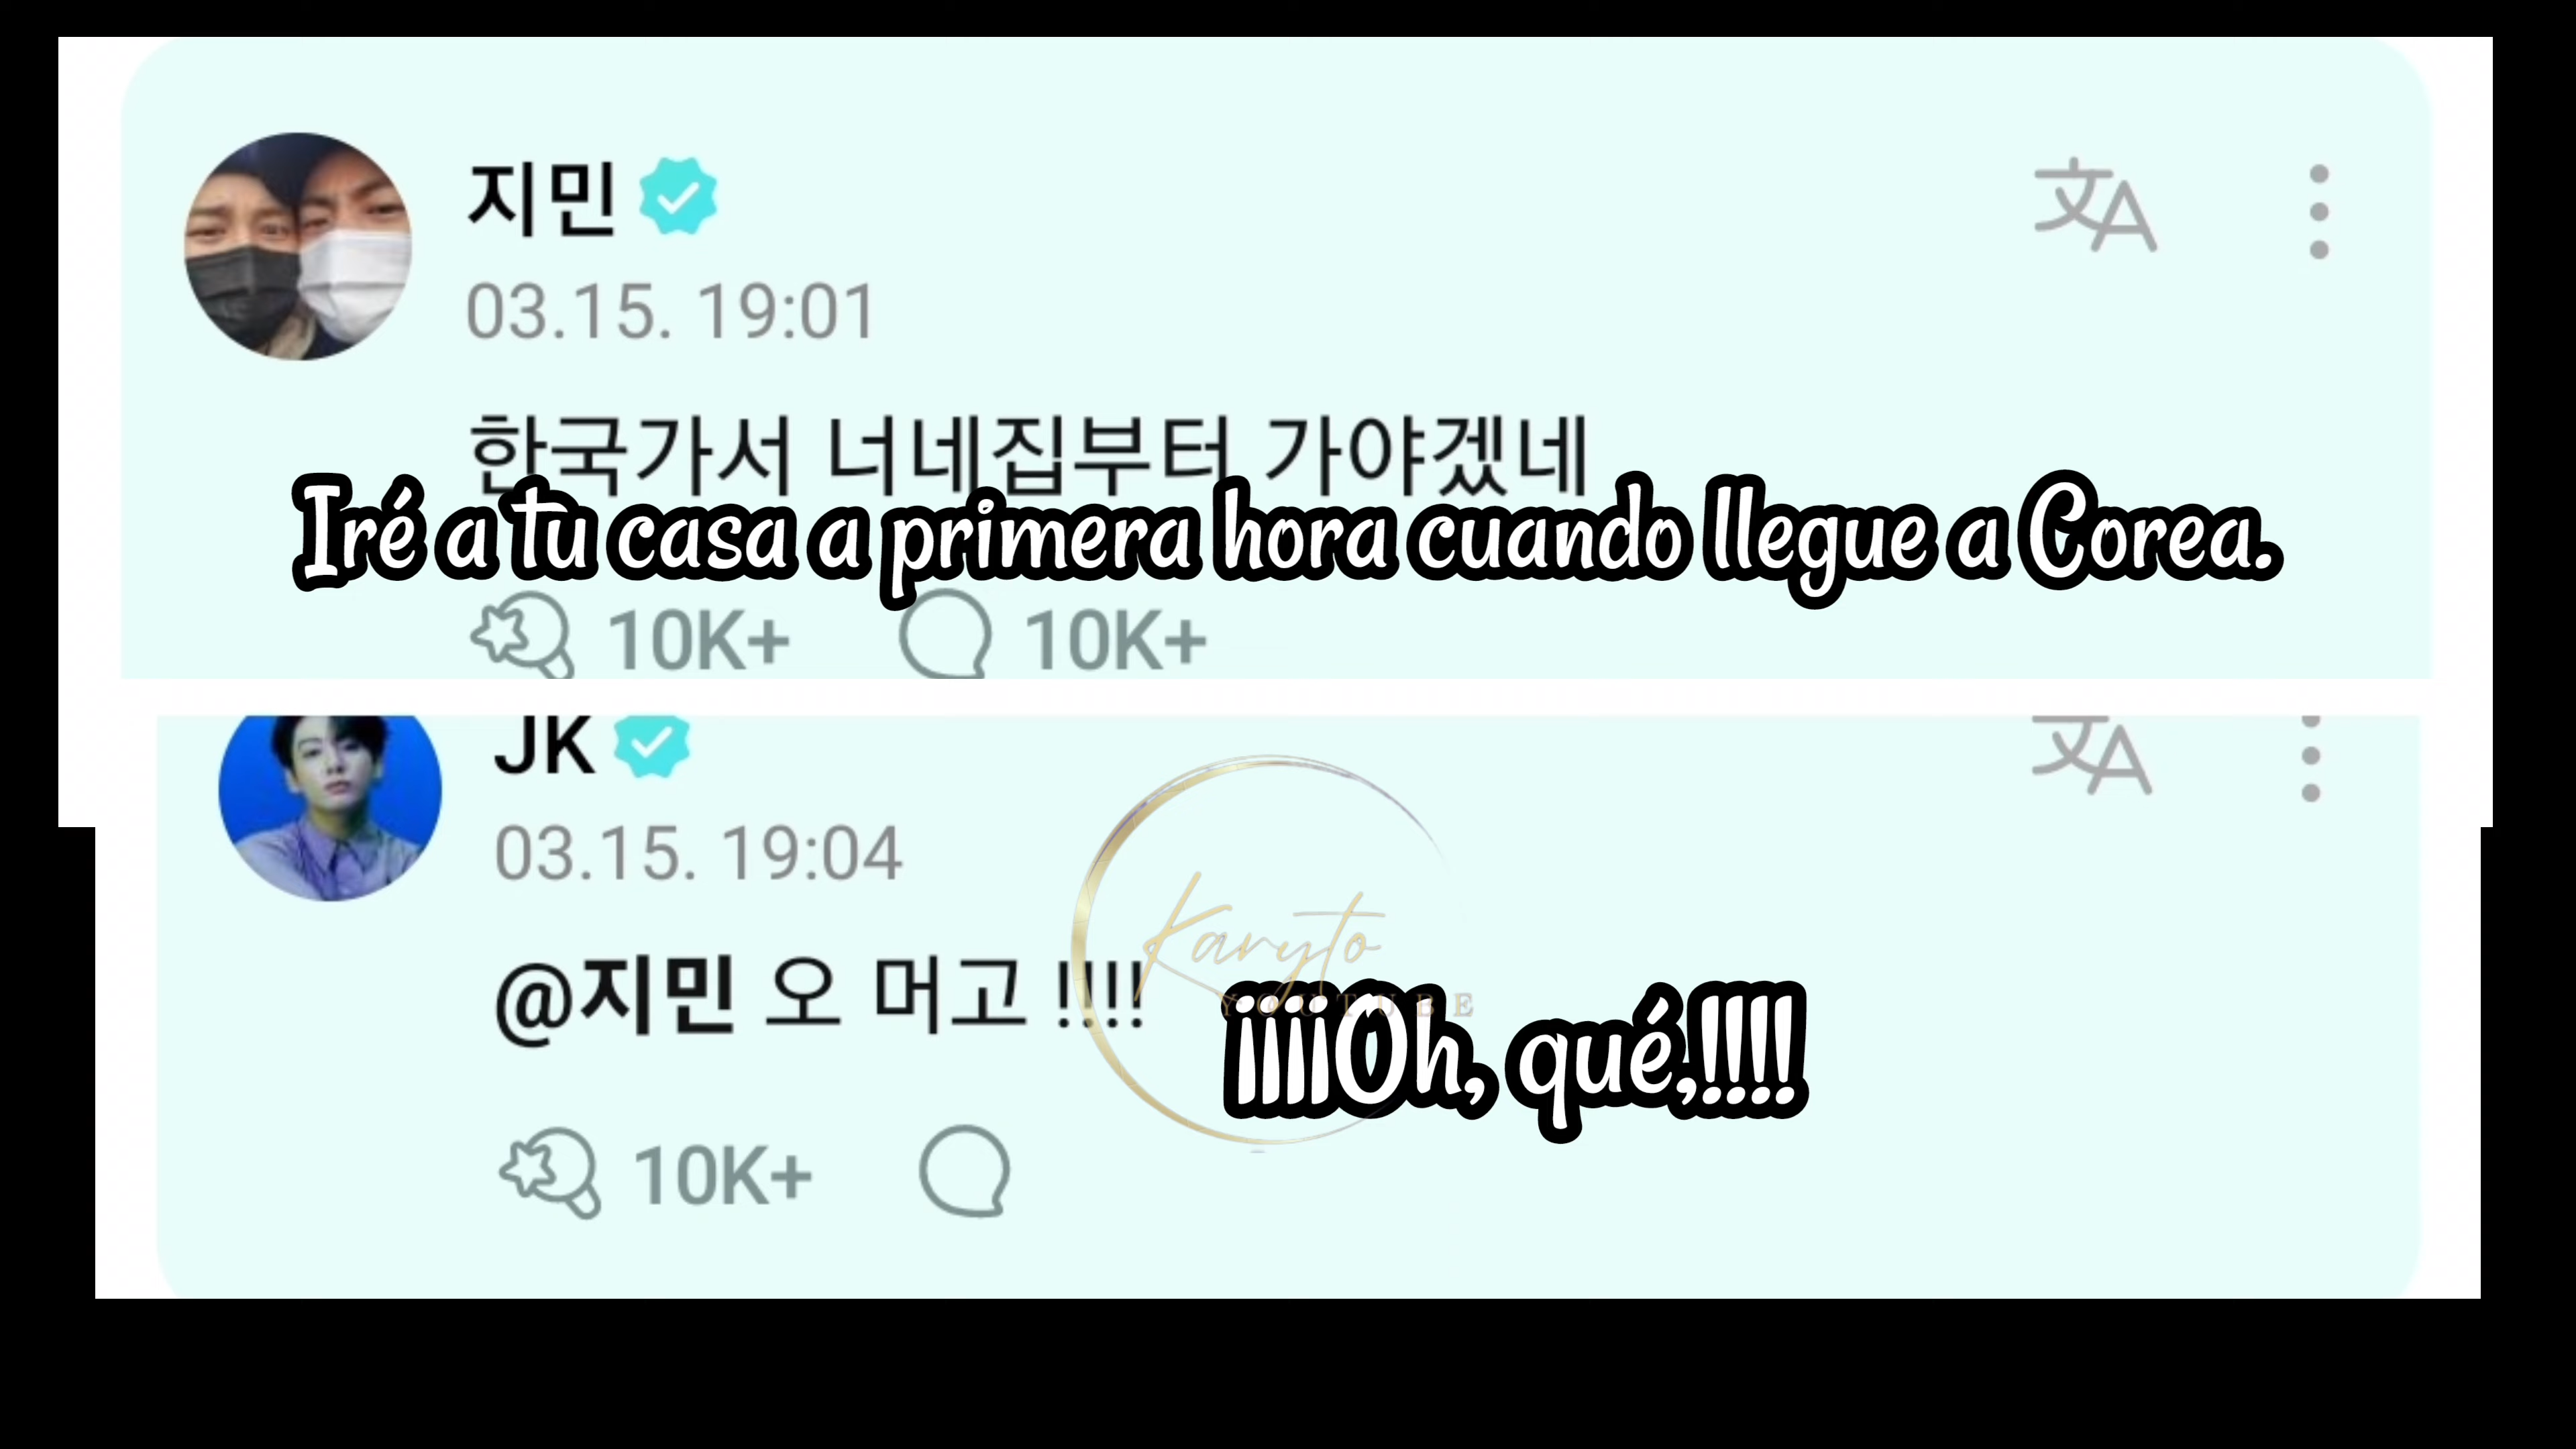 지민
03.15. 19:01
한국가서 너네집부터 가야겠네
Iré a tu casa a primera hora cuando llegue a Corea.
10K+ 10K+
JK
03.15. 19:04
@지민 오 머고 !!!!
Karyto
YOUTUBE
¡¡¡¡Oh, qué,!!!!
10K+